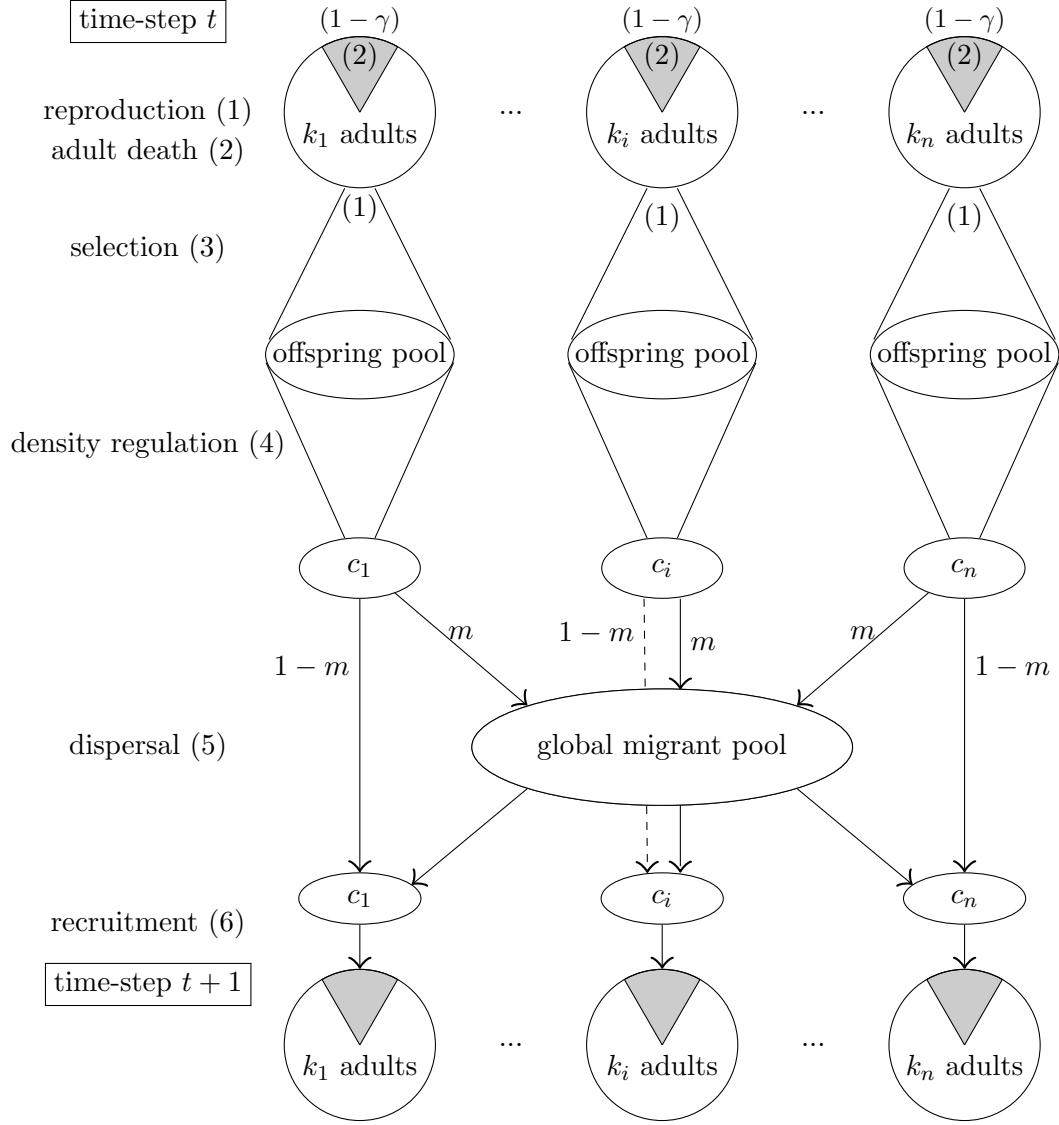 time-step t
(1 − γ) (1 − γ) (1 − γ)
(2) (2) (2)
reproduction (1)
... ...
k₁ adults kᵢ adults kₙ adults
adult death (2)
(1) (1) (1)
selection (3)
offspring pool offspring pool offspring pool
density regulation (4)
c₁ cᵢ cₙ
m 1 − m m m
1 − m 1 − m
dispersal (5) global migrant pool
c₁ cᵢ cₙ
recruitment (6)
time-step t + 1
... ...
k₁ adults kᵢ adults kₙ adults